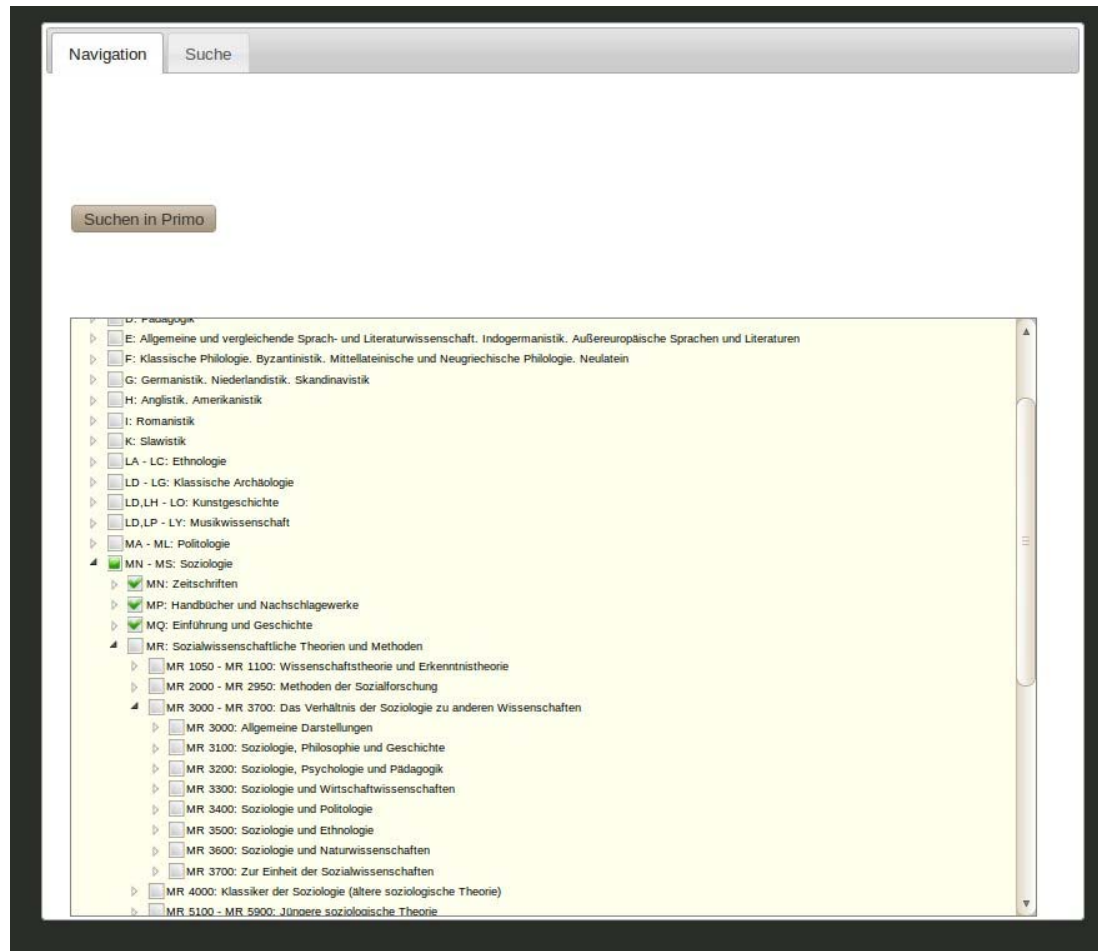 Navigation
Suche
Suchen in Primo
D: Pädagogik
E: Allgemeine und vergleichende Sprach- und Literaturwissenschaft. Indogermanistik. Außereuropäische Sprachen und Literaturen
F: Klassische Philologie. Byzantinistik. Mittellateinische und Neugriechische Philologie. Neulatein
G: Germanistik. Niederlandistik. Skandinavistik
H: Anglistik. Amerikanistik
I: Romanistik
K: Slawistik
LA - LC: Ethnologie
LD - LG: Klassische Archäologie
LD,LH - LO: Kunstgeschichte
LD,LP - LY: Musikwissenschaft
MA - ML: Politologie
MN - MS: Soziologie
MN: Zeitschriften
MP: Handbücher und Nachschlagewerke
MQ: Einführung und Geschichte
MR: Sozialwissenschaftliche Theorien und Methoden
MR 1050 - MR 1100: Wissenschaftstheorie und Erkenntnistheorie
MR 2000 - MR 2950: Methoden der Sozialforschung
MR 3000 - MR 3700: Das Verhältnis der Soziologie zu anderen Wissenschaften
MR 3000: Allgemeine Darstellungen
MR 3100: Soziologie, Philosophie und Geschichte
MR 3200: Soziologie, Psychologie und Pädagogik
MR 3300: Soziologie und Wirtschaftwissenschaften
MR 3400: Soziologie und Politologie
MR 3500: Soziologie und Ethnologie
MR 3600: Soziologie und Naturwissenschaften
MR 3700: Zur Einheit der Sozialwissenschaften
MR 4000: Klassiker der Soziologie (ältere soziologische Theorie)
MR 5100 - MR 5900: Jüngere soziologische Theorie